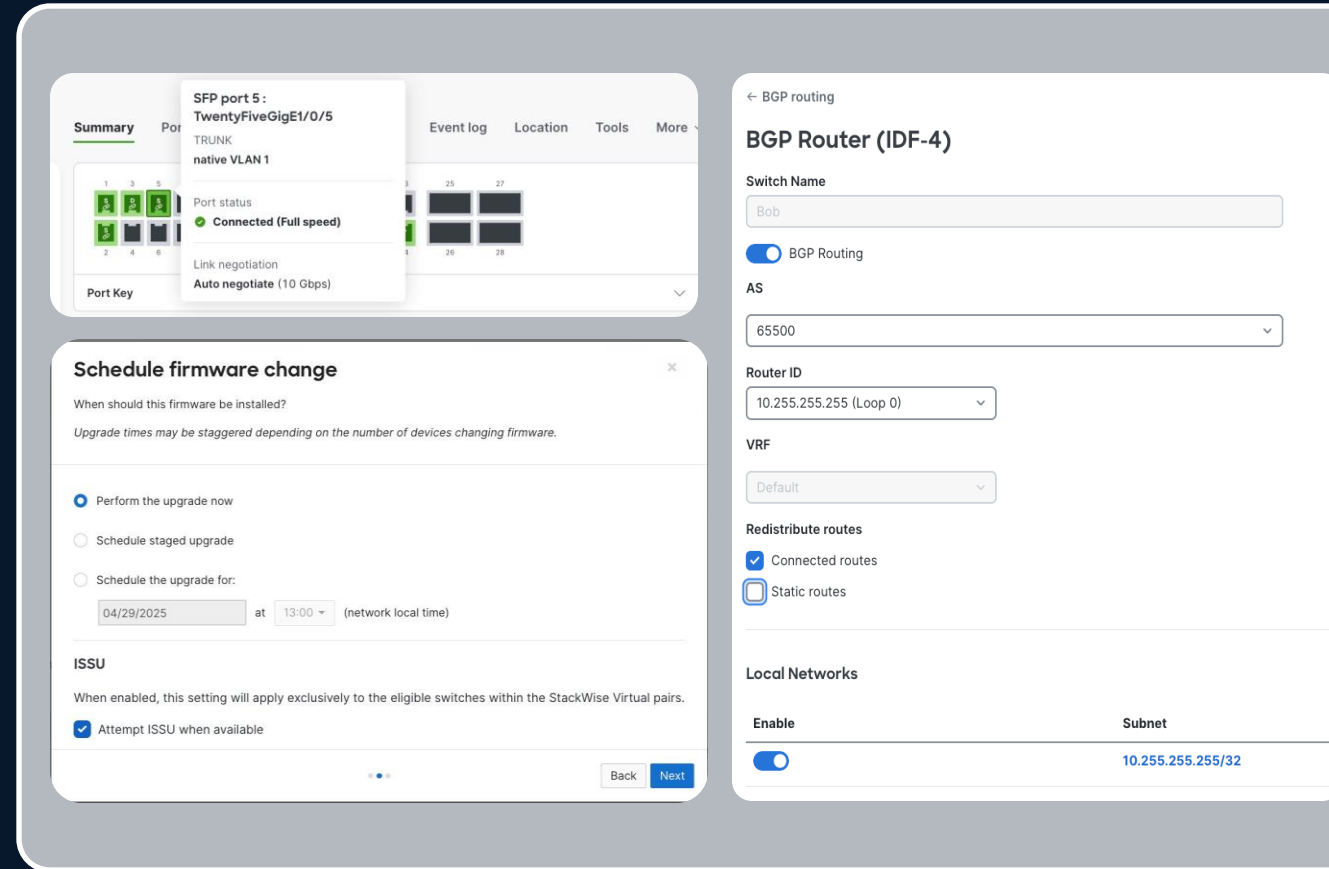 Summary
Por
Event log
Location
Tools
More
SFP port 5 :
TwentyFiveGigE1/0/5
TRUNK
native VLAN 1
Port status
Connected (Full speed)
Link negotiation
Auto negotiate (10 Gbps)
1 3 5 3 25 27
2 4 6 4 26 28
Port Key
Schedule firmware change
When should this firmware be installed?
Upgrade times may be staggered depending on the number of devices changing firmware.
Perform the upgrade now
Schedule staged upgrade
Schedule the upgrade for:
04/29/2025 at 13:00 (network local time)
ISSU
When enabled, this setting will apply exclusively to the eligible switches within the StackWise Virtual pairs.
Attempt ISSU when available
Back Next
← BGP routing
BGP Router (IDF-4)
Switch Name
Bob
BGP Routing
AS
65500
Router ID
10.255.255.255 (Loop 0)
VRF
Default
Redistribute routes
Connected routes
Static routes
Local Networks
Enable Subnet
10.255.255.255/32